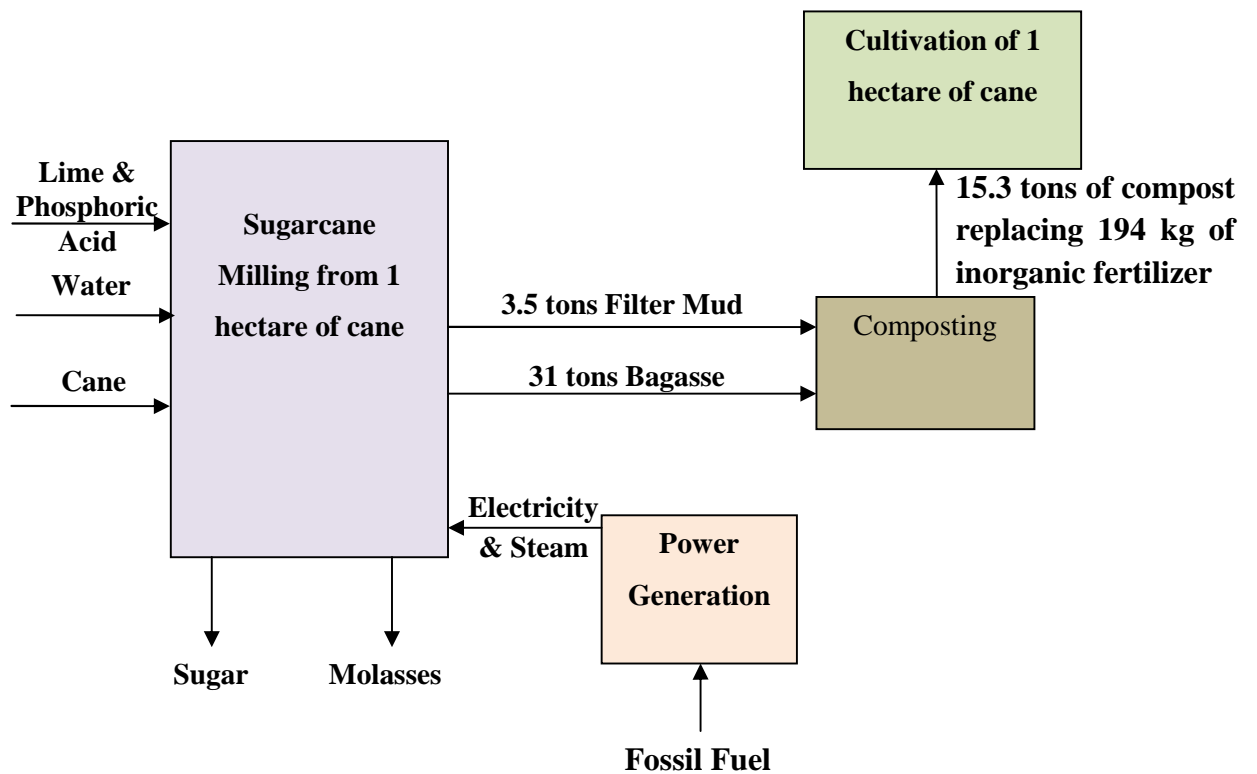 Cultivation of 1
hectare of cane
Lime &
Phosphoric
Acid
Water
Cane
Sugarcane
Milling from 1
hectare of cane
15.3 tons of compost
replacing 194 kg of
inorganic fertilizer
3.5 tons Filter Mud
31 tons Bagasse
Composting
Electricity
& Steam
Power
Generation
Sugar
Molasses
Fossil Fuel